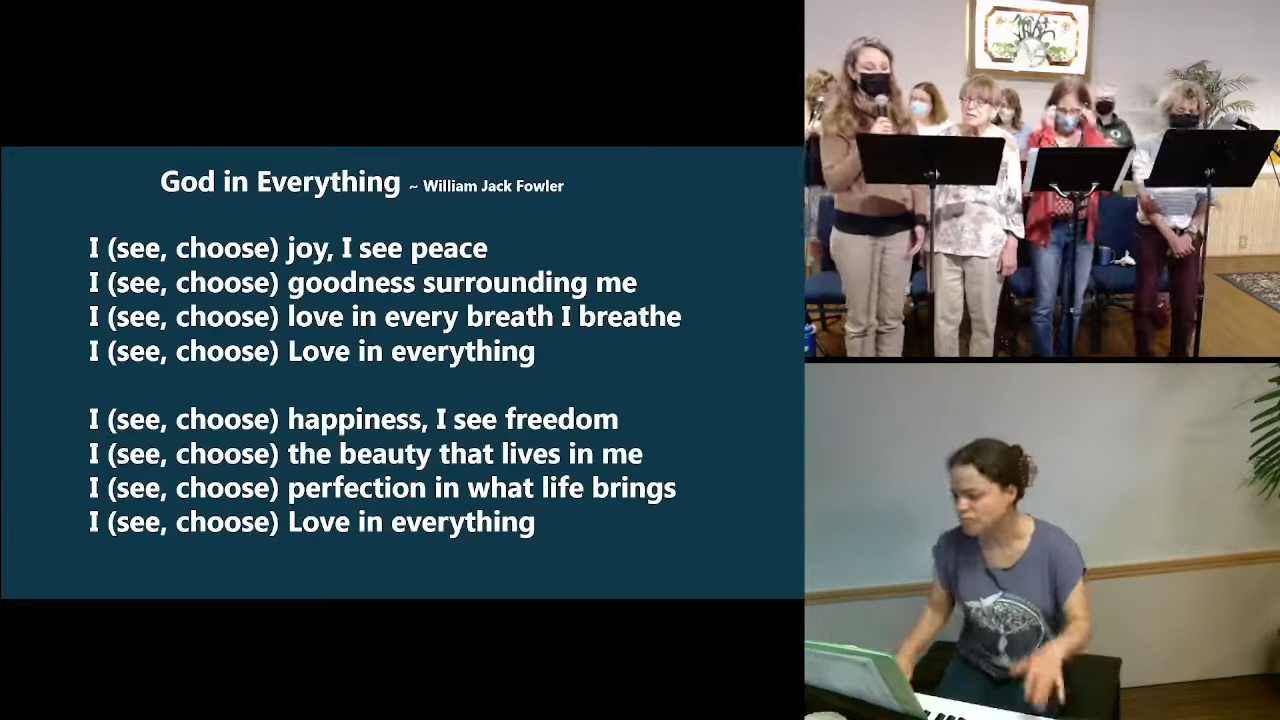 God in Everything ~ William Jack Fowler
I (see, choose) joy, I see peace
I (see, choose) goodness surrounding me
I (see, choose) love in every breath I breathe
I (see, choose) Love in everything
I (see, choose) happiness, I see freedom
I (see, choose) the beauty that lives in me
I (see, choose) perfection in what life brings
I (see, choose) Love in everything